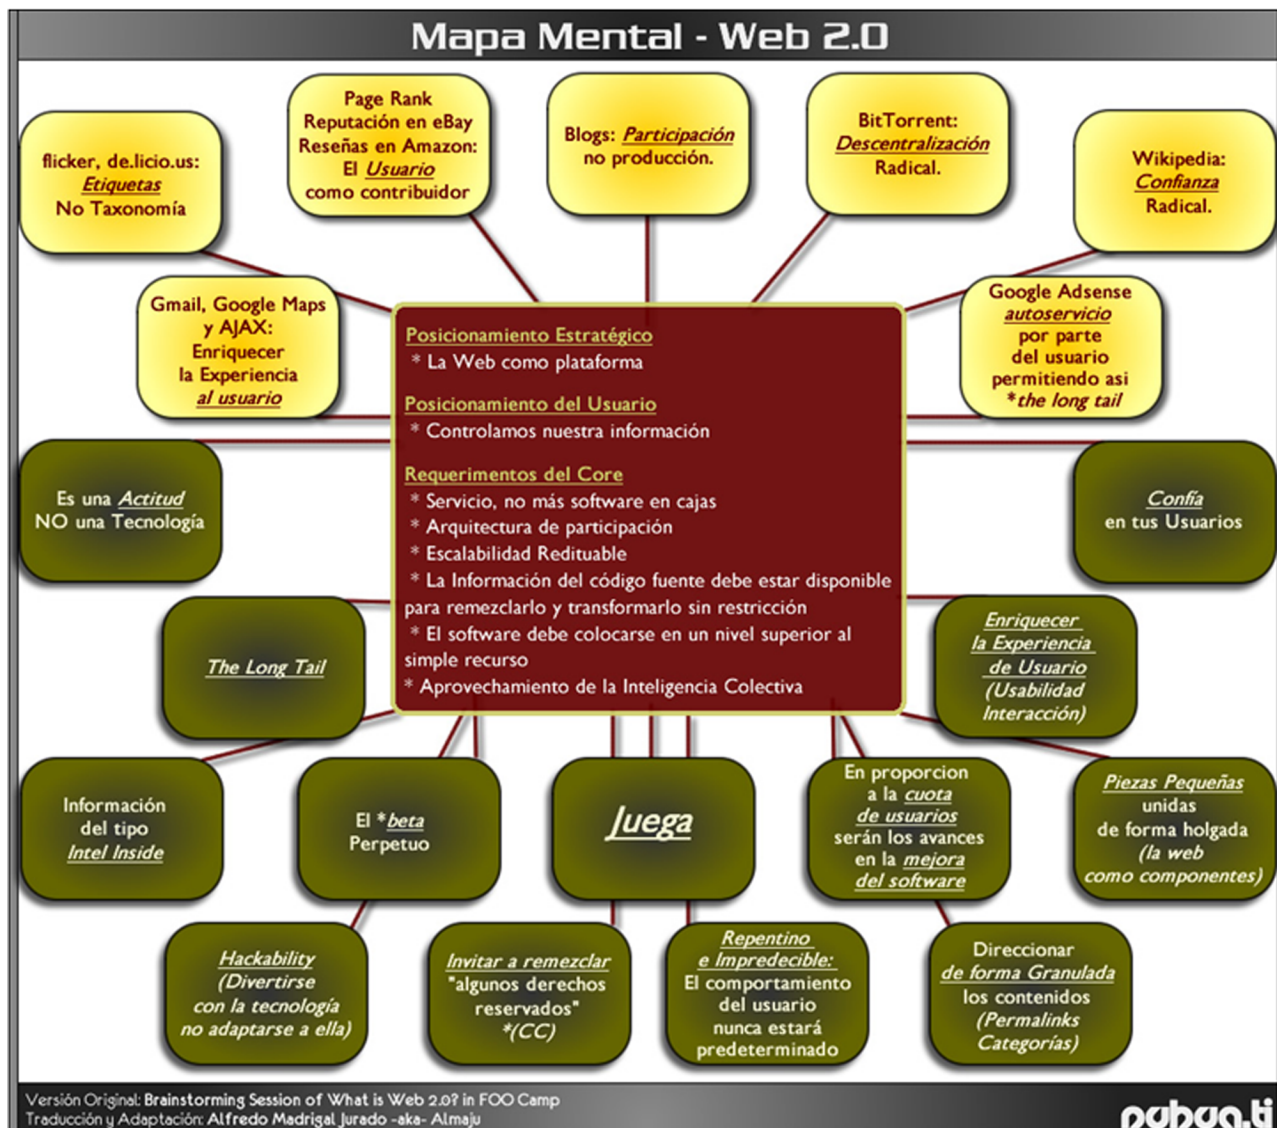 Mapa Mental - Web 2.0
flicker, de.licio.us:
Etiquetas
No Taxonomía
Page Rank
Reputación en eBay
Reseñas en Amazon:
El Usuario
como contribuidor
Blogs: Participación
no producción.
BitTorrent:
Descentralización
Radical.
Wikipedia:
Confianza
Radical.
Gmail, Google Maps
y AJAX:
Enriquecer
la Experiencia
al usuario
Google Adsense
autoservicio
por parte
del usuario
permitiendo asi
*the long tail
Posicionamiento Estratégico
* La Web como plataforma
Posicionamiento del Usuario
* Controlamos nuestra información
Requerimentos del Core
* Servicio, no más software en cajas
* Arquitectura de participación
* Escalabilidad Redituable
* La Información del código fuente debe estar disponible
para remezclarlo y transformarlo sin restricción
* El software debe colocarse en un nivel superior al
simple recurso
* Aprovechamiento de la Inteligencia Colectiva
Es una Actitud
NO una Tecnología
Confía
en tus Usuarios
The Long Tail
Enriquecer
la Experiencia
de Usuario
(Usabilidad
Interacción)
Información
del tipo
Intel Inside
El *beta
Perpetuo
Juega
En proporcion
a la cuota
de usuarios
serán los avances
en la mejora
del software
Piezas Pequeñas
unidas
de forma holgada
(la web
como componentes)
Hackability
(Divertirse
con la tecnología
no adaptarse a ella)
Invitar a remezclar
"algunos derechos
reservados"
*(CC)
Repentino
e Impredecible:
El comportamiento
del usuario
nunca estará
predeterminado
Direccionar
de forma Granulada
los contenidos
(Permalinks
Categorías)
Versión Original: Brainstorming Session of What is Web 2.0? in FOO Camp
Traducción y Adaptación: Alfredo Madrigal Jurado -aka- Almaju